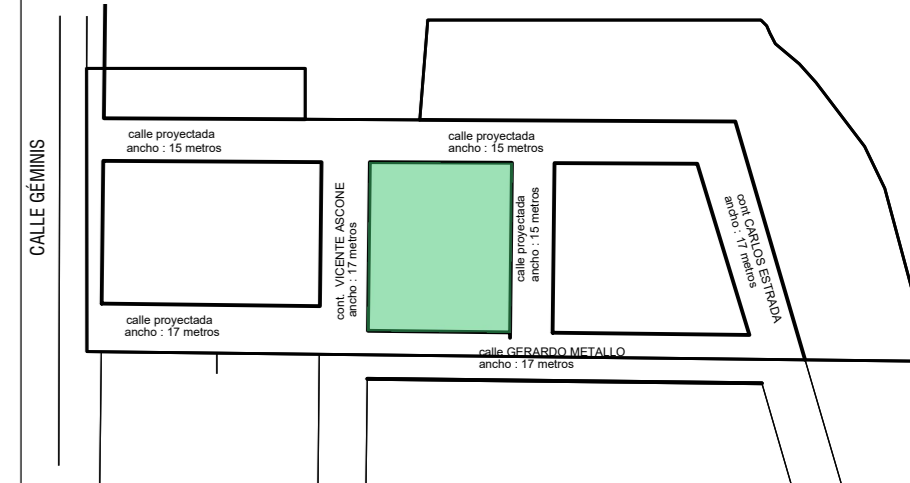 CALLE GÉMINIS
calle proyectada
ancho : 15 metros
calle proyectada
ancho : 15 metros
cont. VICENTE ASCONE
ancho : 17 metros
calle proyectada
ancho : 15 metros
cont CARLOS ESTRADA
ancho : 17 metros
calle proyectada
ancho : 17 metros
calle GERARDO METALLO
ancho : 17 metros